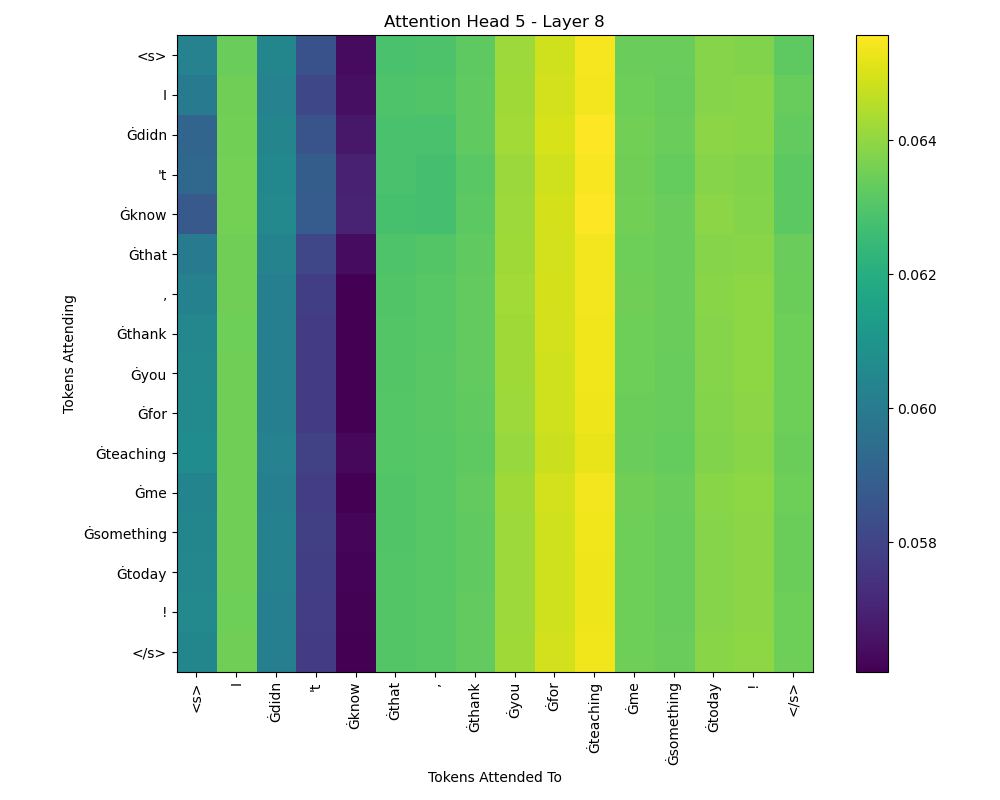 Attention Head 5 - Layer 8
Tokens Attending
<s>
I
Ġdidn
't
Ġknow
Ġthat
,
Ġthank
Ġyou
Ġfor
Ġteaching
Ġme
Ġsomething
Ġtoday
!
</s>
<s>
I
Ġdidn
't
Ġknow
Ġthat
,
Ġthank
Ġyou
Ġfor
Ġteaching
Ġme
Ġsomething
Ġtoday
!
</s>
Tokens Attended To
0.064
0.062
0.060
0.058